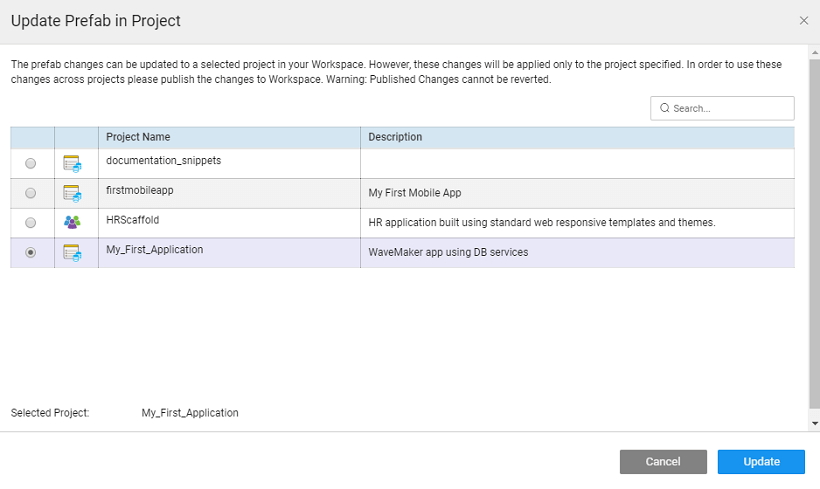 Update Prefab in Project
The prefab changes can be updated to a selected project in your Workspace. However, these changes will be applied only to the project specified. In order to use these
changes across projects please publish the changes to Workspace. Warning: Published Changes cannot be reverted.
Search...
Project Name Description
documentation_snippets
firstmobileapp My First Mobile App
HRScaffold HR application built using standard web responsive templates and themes.
My_First_Application WaveMaker app using DB services
Selected Project: My_First_Application
Cancel Update